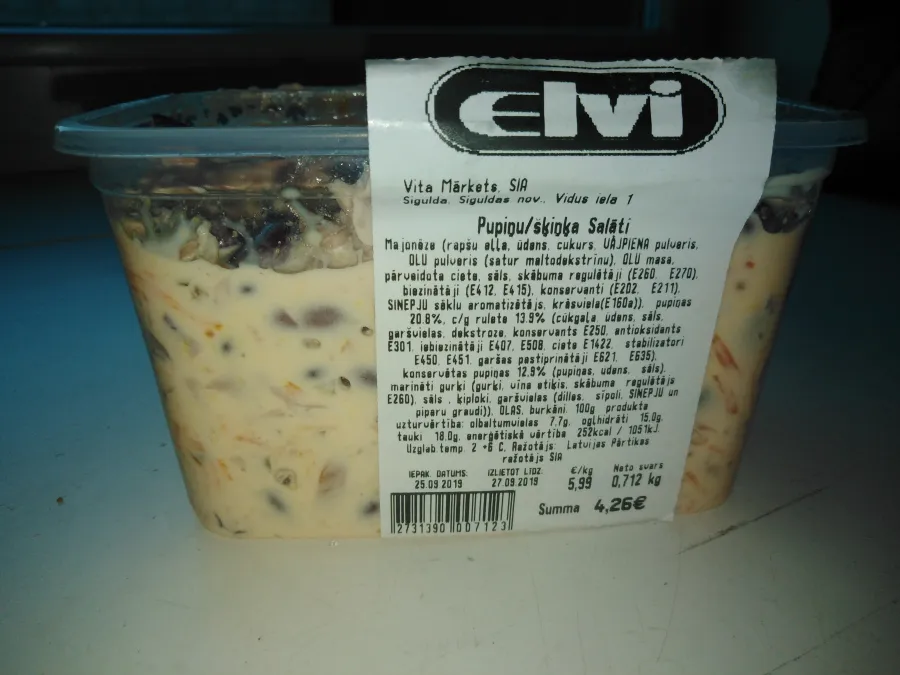 elvi
Vita Mārkets, SIA
Sigulda, Siguldas nov., Vidus iela 1
Pupiņu/šķiņķa Salāti
Majonēze (rapšu eļļa, ūdens, cukurs, VĀJPIENA pulveris,
OLU pulveris (satur maltodekstrīnu), OLU masa,
pārveidota ciete, sāls, skābuma regulētāji (E260, E270),
biezinātāji (E412, E415), konservanti (E202, E211),
SINEPJU sēklu aromatizētājs, krāsviela(E160a)), pupiņas
20.8%, c/g rulete 13.9% (cūkgaļa, ūdens, sāls,
garšvielas, dekstroze, konservants E250, antioksidants
E301, iebiezinātāji E407, E508, ciete E1422, stabilizatori
E450, E451, garšas pastiprinātāji E621, E635),
konservētas pupiņas 12.9% (pupiņas, ūdens, sāls),
marinēti gurķi (gurķi, vīna etiķis, skābuma regulētājs
E260), sāls , ķiploki, garšvielas (dilles, sīpoli, SINEPJU un
piparu graudi)), OLAS, burkāni. 100g produkta
uzturvērtība: olbaltumvielas 7.7g, ogļhidrāti 15,0g,
tauki 18.0g, enerģētiskā vērtība 252kcal / 1051kJ.
Uzglab.temp. 2 +6 C. Ražotājs: Latvijas Pārtikas
ražotājs SIA
IEPAK. DATUMS: IZLIETOT LĪDZ: €/kg Neto svars
25.09.2019 27.09.2019 5,99 0,712 kg
Summa 4,26€
2731390 007123